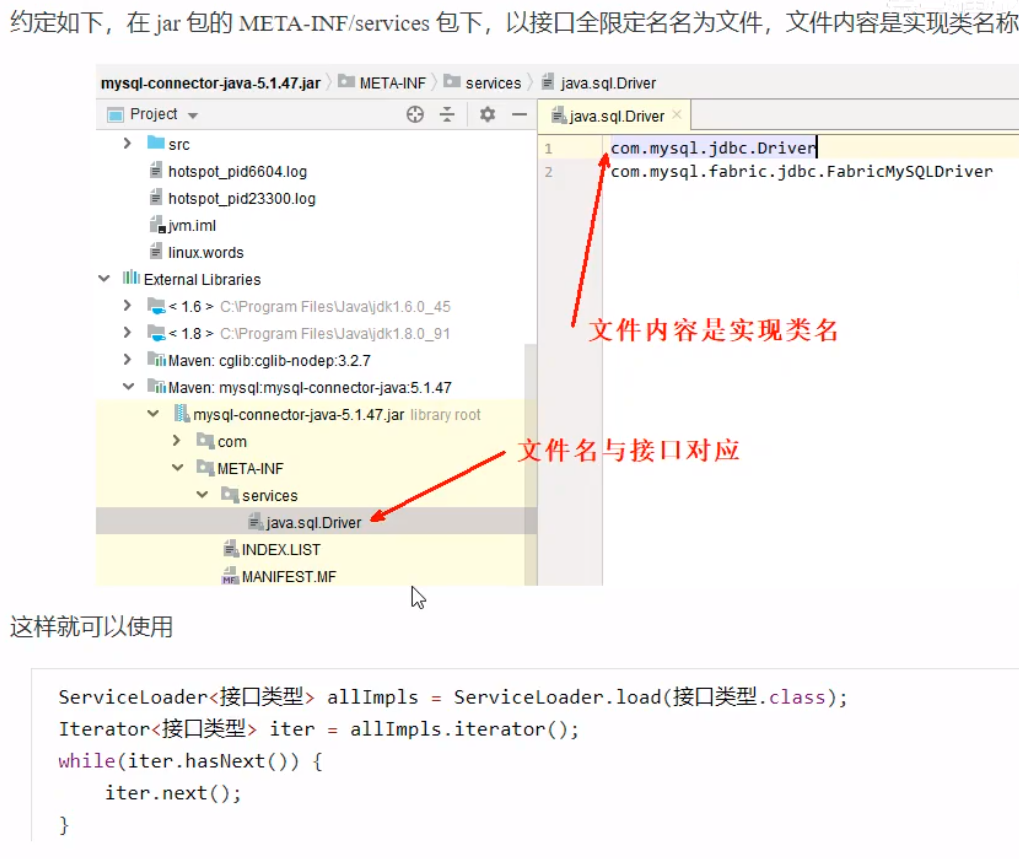 约定如下，在 jar 包的 META-INF/services 包下，以接口全限定名名为文件，文件内容是实现类名称
mysql-connector-java-5.1.47.jar META-INF services java.sql.Driver
Project
java.sql.Driver
src
hotspot_pid6604.log
hotspot_pid23300.log
jvm.iml
linux.words
External Libraries
< 1.6 > C:\Program Files\Java\jdk1.6.0_45
< 1.8 > C:\Program Files\Java\jdk1.8.0_91
Maven: cglib:cglib-nodep:3.2.7
Maven: mysql:mysql-connector-java:5.1.47
mysql-connector-java-5.1.47.jar library root
com
META-INF
services
java.sql.Driver
INDEX.LIST
MF MANIFEST.MF
1 com.mysql.jdbc.Driver
2 com.mysql.fabric.jdbc.FabricMySQLDriver
文件内容是实现类名
文件名与接口对应
这样就可以使用
ServiceLoader<接口类型> allImpls = ServiceLoader.load(接口类型.class);
Iterator<接口类型> iter = allImpls.iterator();
while(iter.hasNext()) {
iter.next();
}